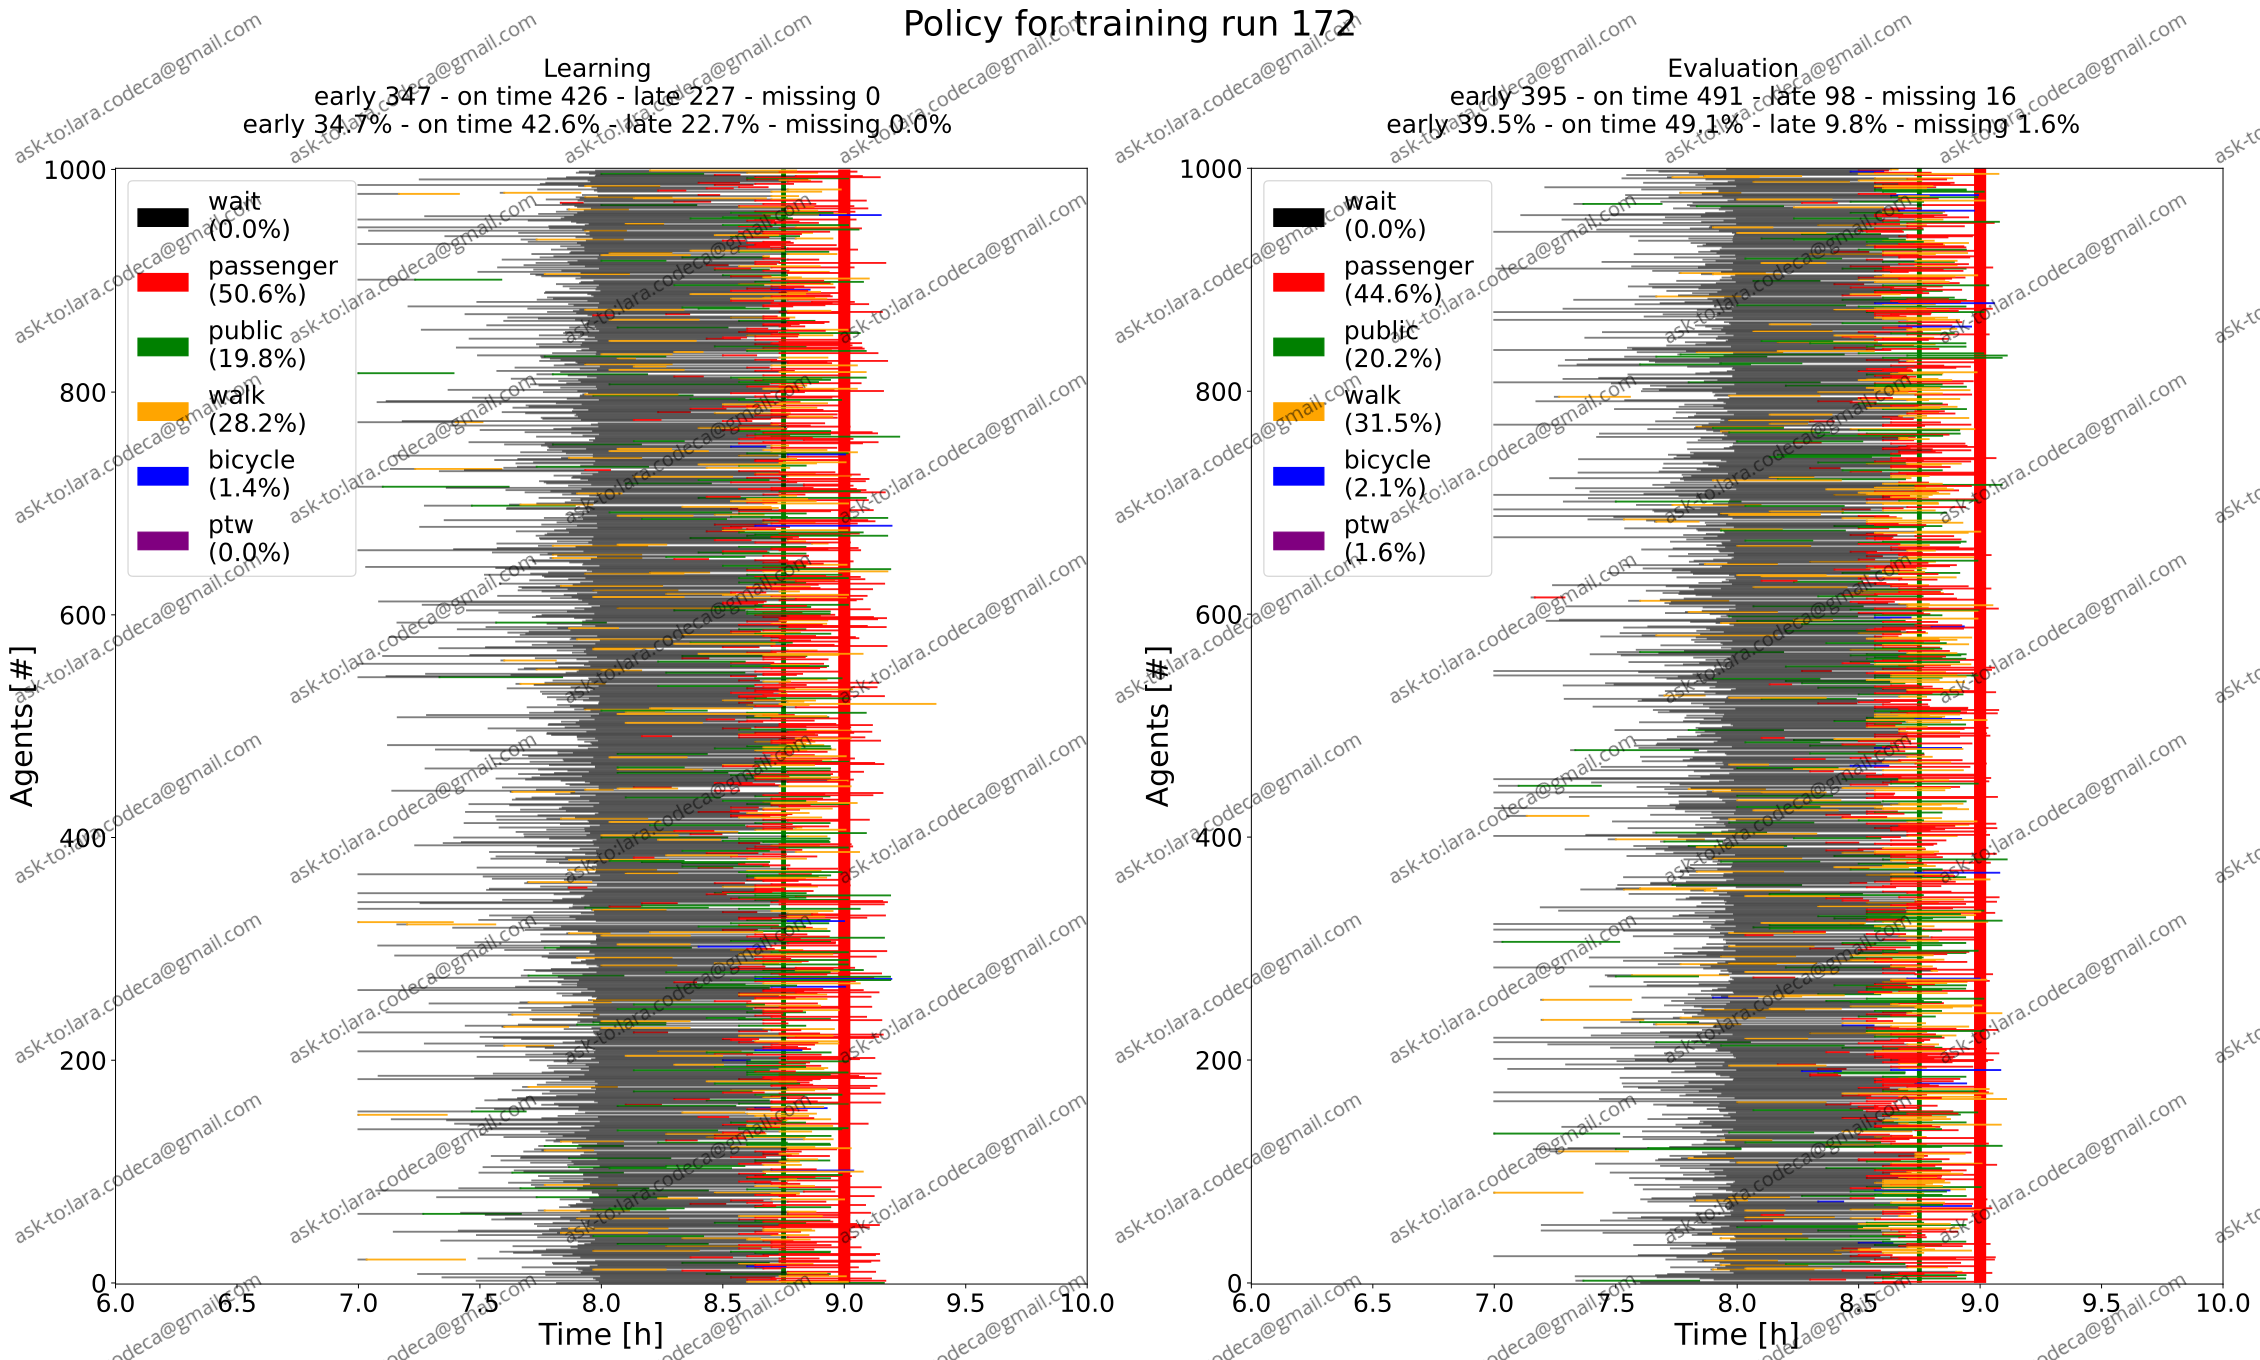 Policy for training run 172
Learning
early 347 - on time 426 - late 227 - missing 0
early 34.7% - on time 42.6% - late 22.7% - missing 0.0%
1000
800
600
400
200
0
Agents [#]
wait
(0.0%)
passenger
(50.6%)
public
(19.8%)
walk
(28.2%)
bicycle
(1.4%)
ptw
(0.0%)
6.0 6.5 7.0 7.5 8.0 8.5 9.0 9.5 10.0
Time [h]
Evaluation
early 395 - on time 491 - late 98 - missing 16
early 39.5% - on time 49.1% - late 9.8% - missing 1.6%
1000
800
600
400
200
0
Agents [#]
wait
(0.0%)
passenger
(44.6%)
public
(20.2%)
walk
(31.5%)
bicycle
(2.1%)
ptw
(1.6%)
6.0 6.5 7.0 7.5 8.0 8.5 9.0 9.5 10.0
Time [h]
ask-to:lara.codeca@gmail.com